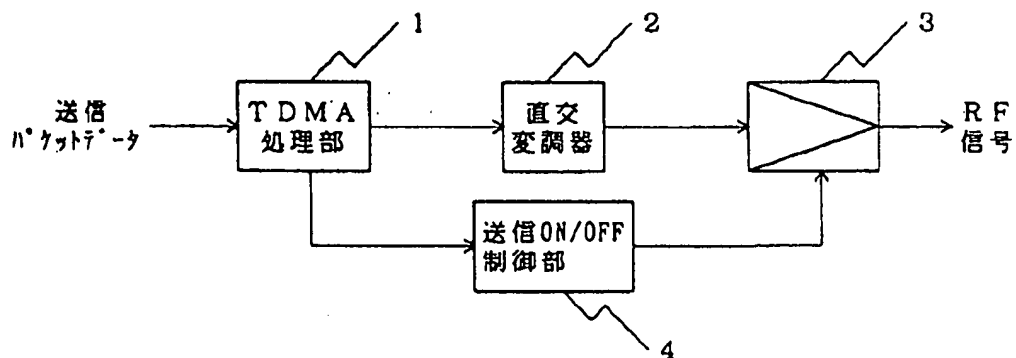 1
2
3
送信
パケットデータ
TDMA
処理部
直交
変調器
RF
信号
送信ON/OFF
制御部
4